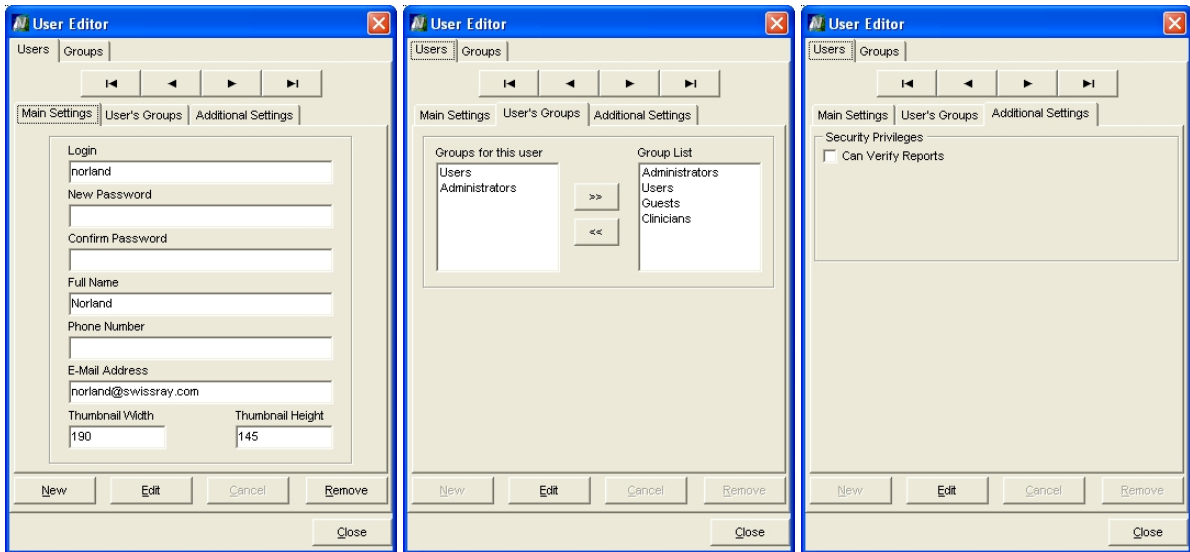 User Editor
Users Groups
Main Settings User's Groups Additional Settings
Login
norland
New Password
Confirm Password
Full Name
Norland
Phone Number
E-Mail Address
norland@swissray.com
Thumbnail Width Thumbnail Height
190 145
New Edit Cancel Remove
Close
User Editor
Users Groups
Main Settings User's Groups Additional Settings
Groups for this user Group List
Users Administrators
Administrators Users
Guests
Clinicians
>>
<<
New Edit Cancel Remove
Close
User Editor
Users Groups
Main Settings User's Groups Additional Settings
Security Privileges
Can Verify Reports
New Edit Cancel Remove
Close